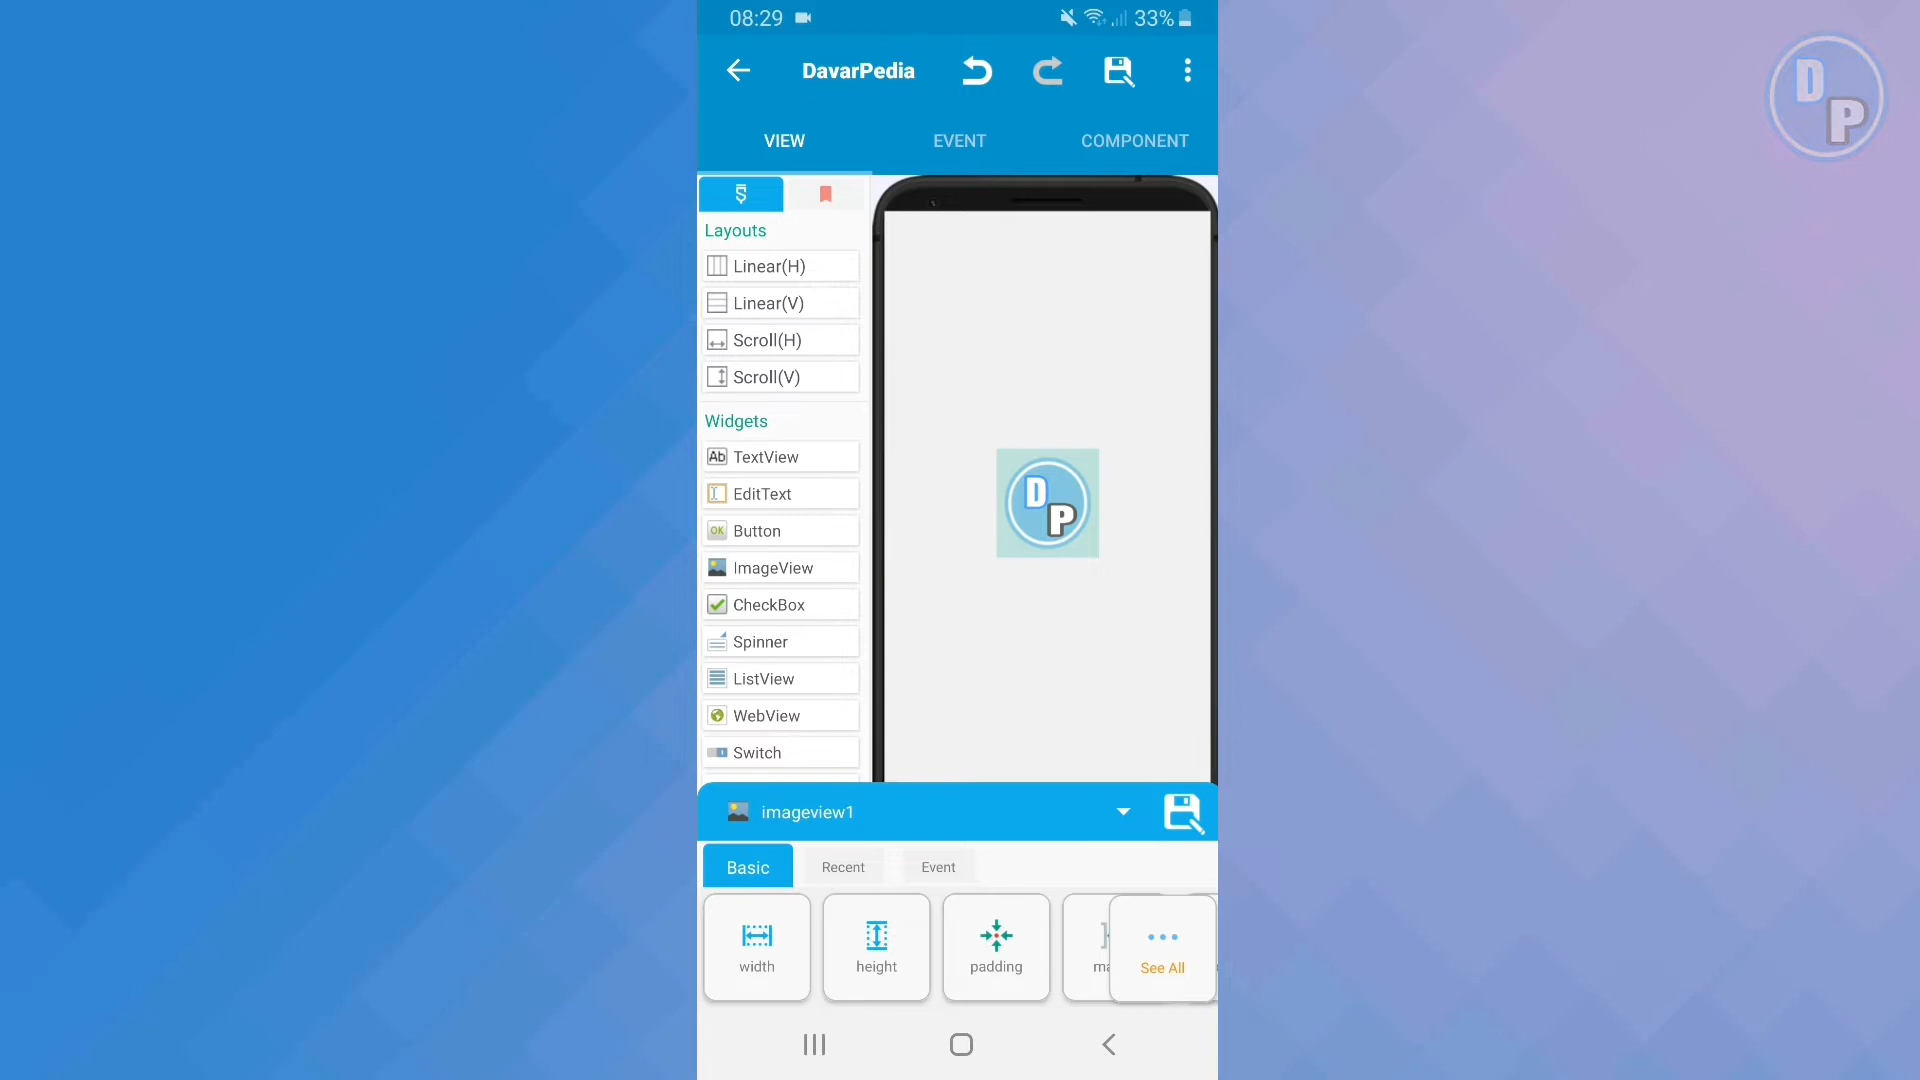 08:29
33%
DavarPedia
VIEW EVENT COMPONENT
Layouts
Linear(H)
Linear(V)
Scroll(H)
Scroll(V)
Widgets
Ab TextView
EditText
OK Button
ImageView
CheckBox
Spinner
ListView
WebView
Switch
D
P
imageview1
Basic Recent Event
width height padding ma See All
D
P